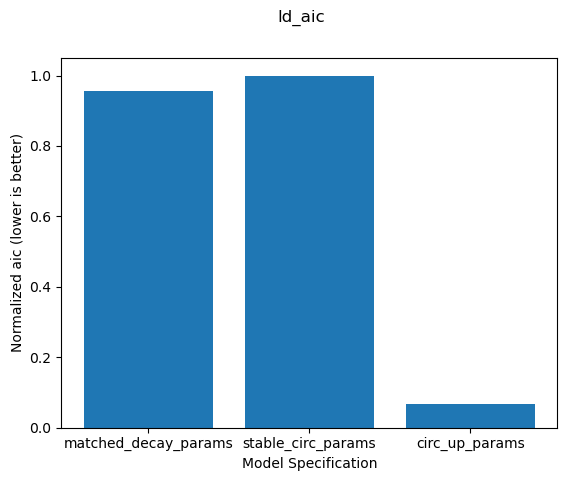 ld_aic
Normalized aic (lower is better)
1.0
0.8
0.6
0.4
0.2
0.0
matched_decay_params stable_circ_params circ_up_params
Model Specification